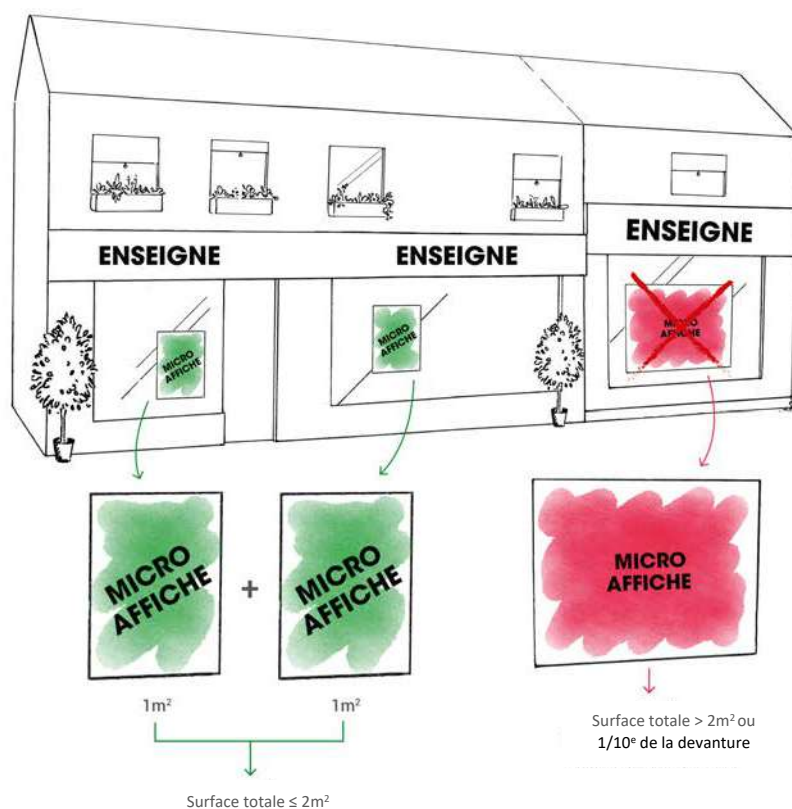 ENSEIGNE
ENSEIGNE
ENSEIGNE
MICRO
AFFICHE
MICRO
AFFICHE
MICRO
AFFICHE
MICRO
AFFICHE
+
MICRO
AFFICHE
MICRO
AFFICHE
1m²
1m²
Surface totale > 2m² ou
1/10ᵉ de la devanture
Surface totale ≤ 2m²